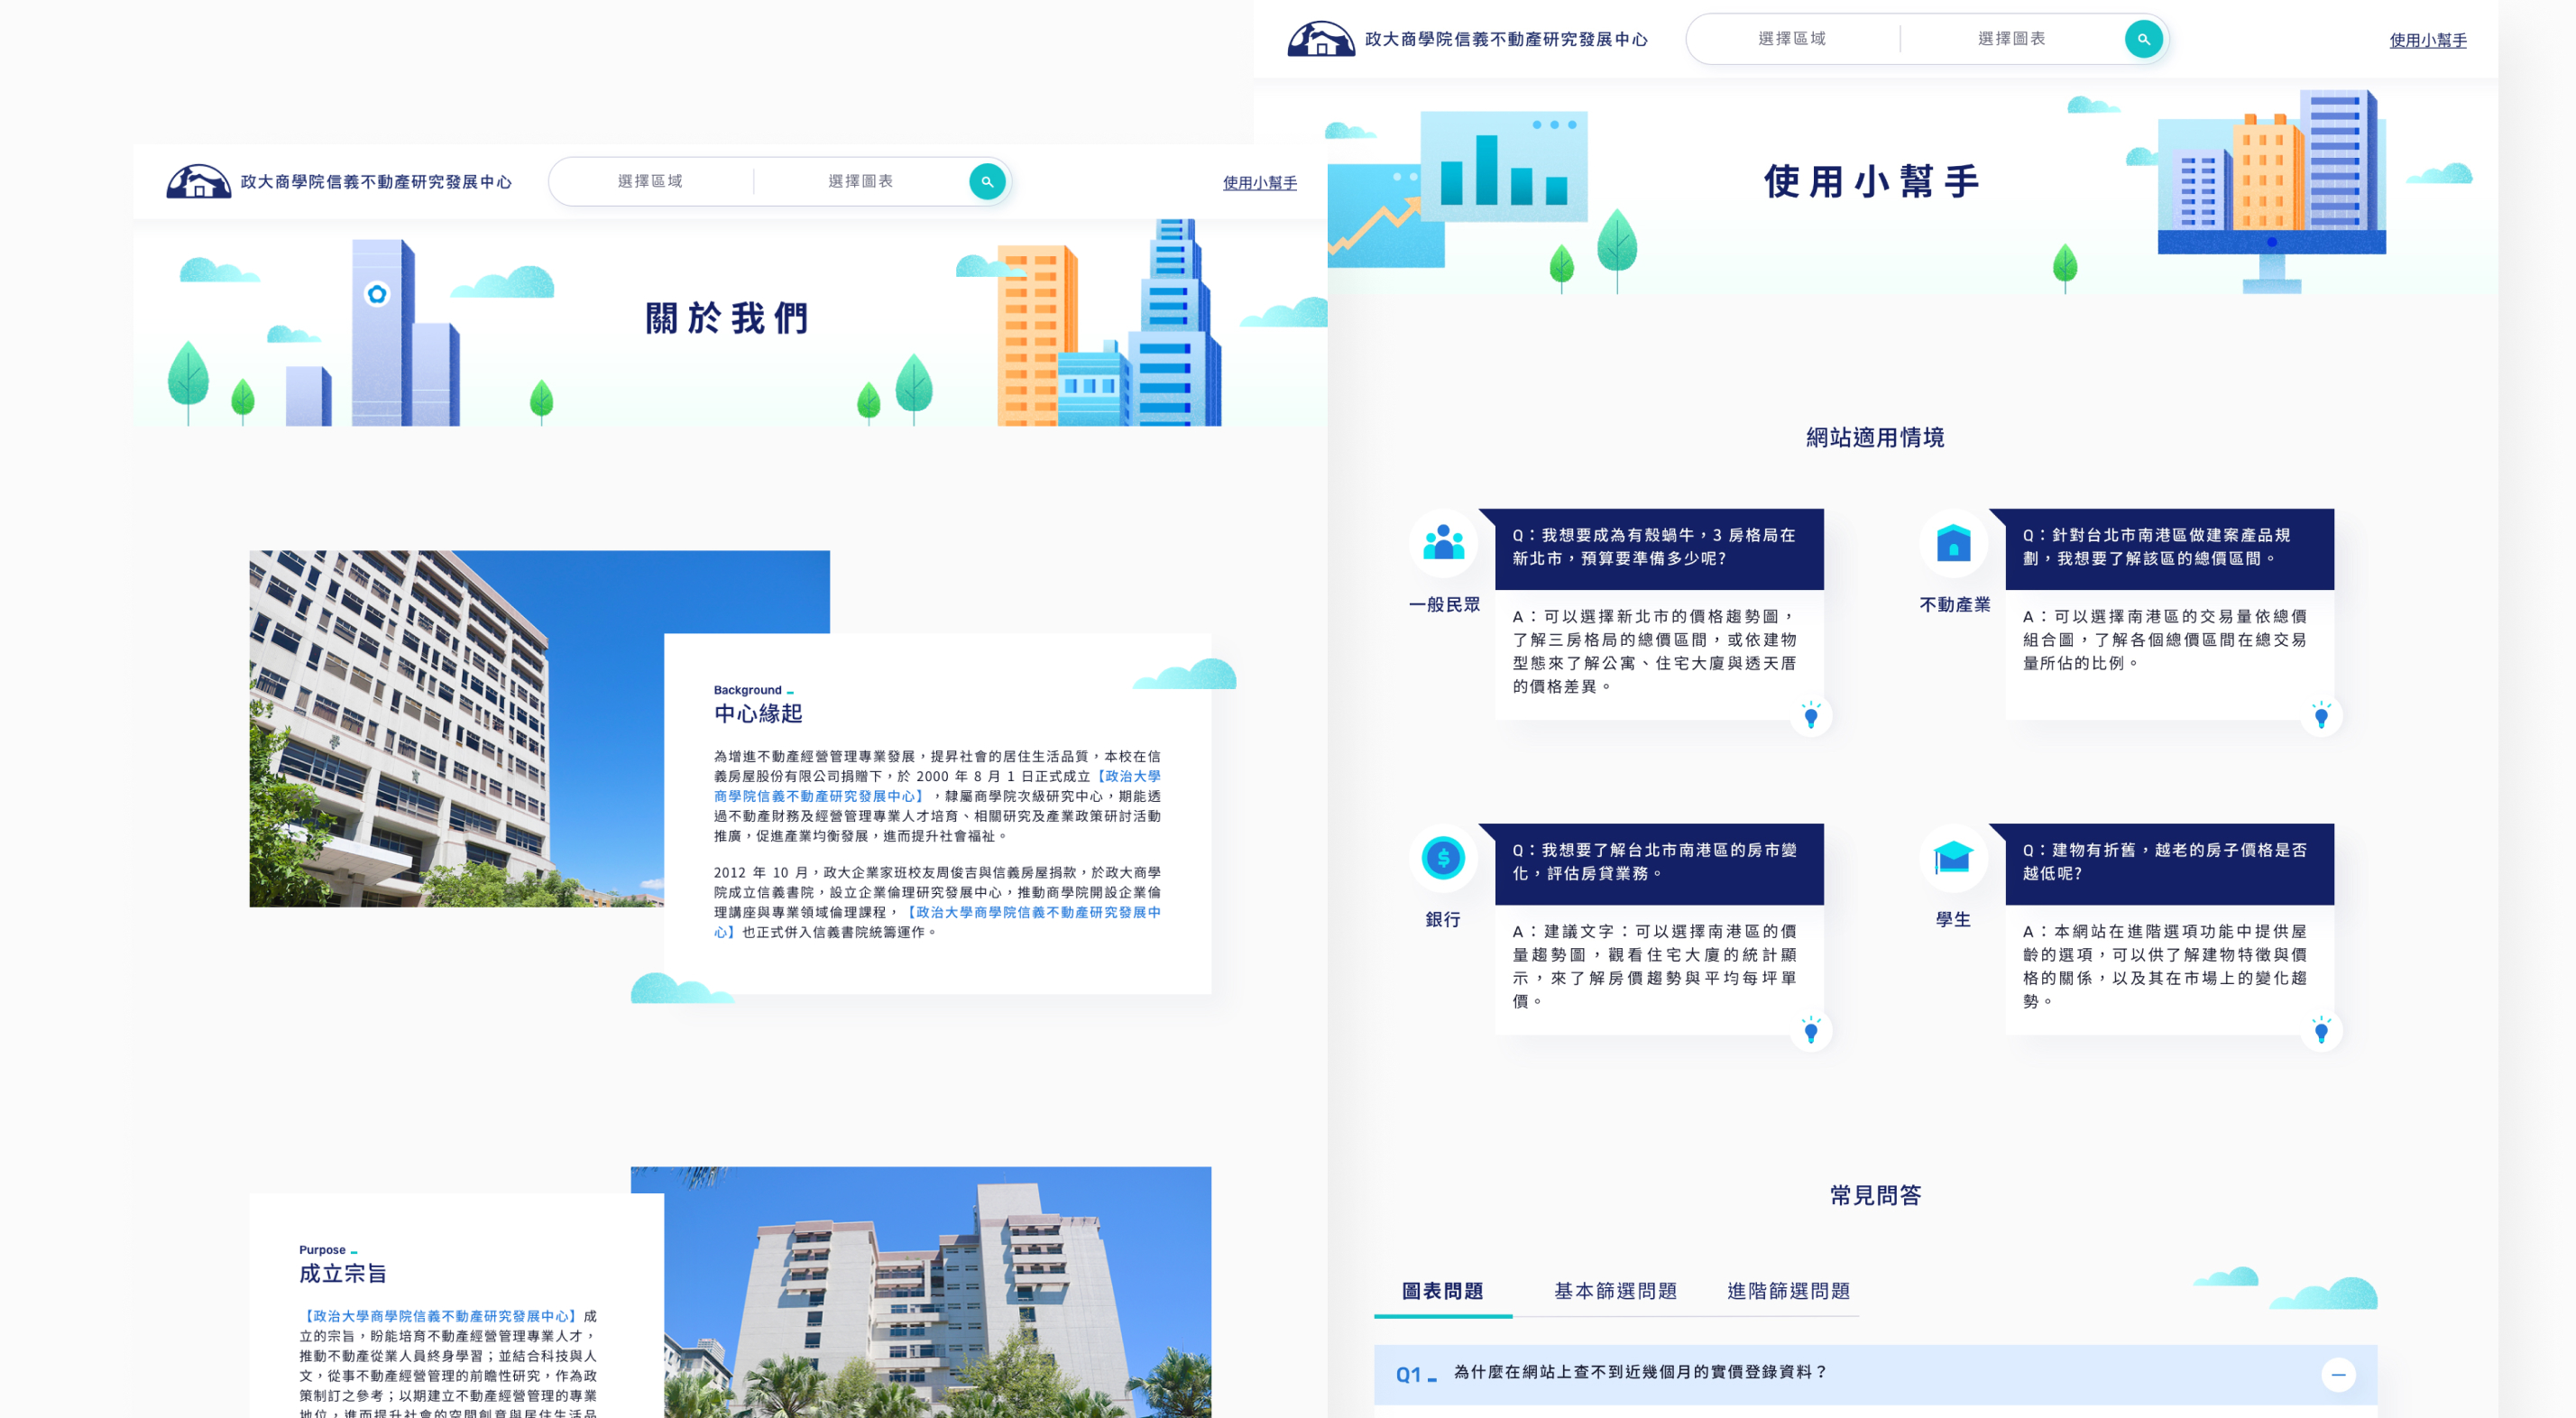 政大商學院信義不動產研究發展中心
選擇區域
選擇圖表
使用小幫手
關於我們
Background
中心緣起
為增進不動產經營管理專業發展，提昇社會的居住生活品質，本校在信
義房屋股份有限公司捐贈下，於 2000 年 8 月 1 日正式成立【政治大學
商學院信義不動產研究發展中心】，隸屬商學院次級研究中心，期能透
過不動產財務及經營管理專業人才培育、相關研究及產業政策研討活動
推廣，促進產業均衡發展，進而提升社會福祉。
2012 年 10 月，政大企業家班校友周俊吉與信義房屋捐款，於政大商學
院成立信義書院，設立企業倫理研究發展中心，推動商學院開設企業倫
理講座與專業領域倫理課程，【政治大學商學院信義不動產研究發展中
心】也正式併入信義書院統籌運作。
Purpose
成立宗旨
【政治大學商學院信義不動產研究發展中心】成
立的宗旨，盼能培育不動產經營管理專業人才，
推動不動產從業人員終身學習；並結合科技與人
文，從事不動產經營管理的前瞻性研究，作為政
策制訂之參考；以期建立不動產經營管理的專業
地位，進而提升社會的空間創意與居住生活品
政大商學院信義不動產研究發展中心
選擇區域
選擇圖表
使用小幫手
使用小幫手
網站適用情境
一般民眾
Q：我想要成為有殼蝸牛，3 房格局在
新北市，預算要準備多少呢?
A：可以選擇新北市的價格趨勢圖，
了解三房格局的總價區間，或依建物
型態來了解公寓、住宅大廈與透天厝
的價格差異。
不動產業
Q：針對台北市南港區做建案產品規
劃，我想要了解該區的總價區間。
A：可以選擇南港區的交易量依總價
組合圖，了解各個總價區間在總交易
量所佔的比例。
銀行
Q：我想要了解台北市南港區的房市變
化，評估房貸業務。
A：建議文字：可以選擇南港區的價
量趨勢圖，觀看住宅大廈的統計顯
示，來了解房價趨勢與平均每坪單
價。
學生
Q：建物有折舊，越老的房子價格是否
越低呢?
A：本網站在進階選項功能中提供屋
齡的選項，可以供了解建物特徵與價
格的關係，以及其在市場上的變化趨
勢。
常見問答
圖表問題
基本篩選問題
進階篩選問題
Q1
為什麼在網站上查不到近幾個月的實價登錄資料？